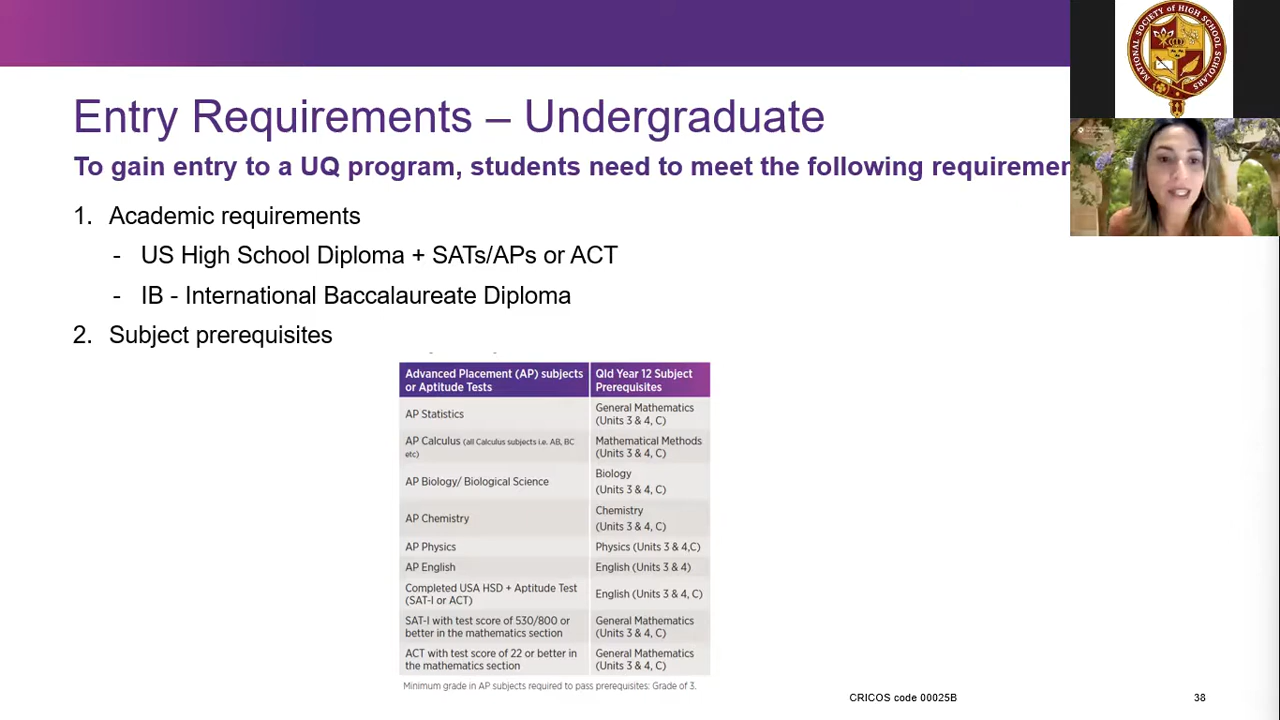 NATIONAL SOCIETY of HIGH SCHOOL SCHOLARS
Entry Requirements – Undergraduate
To gain entry to a UQ program, students need to meet the following
1. Academic requirements
- US High School Diploma + SATs/APs or ACT
- IB - International Baccalaureate Diploma
2. Subject prerequisites
Advanced Placement (AP) subjects
or Aptitude Tests
Qld Year 12 Subject
Prerequisites
AP Statistics
General Mathematics
(Units 3 & 4, C)
AP Calculus (all Calculus subjects i.e. AB, BC
etc)
Mathematical Methods
(Units 3 & 4, C)
AP Biology/ Biological Science
Biology
(Units 3 & 4, C)
AP Chemistry
Chemistry
(Units 3 & 4, C)
AP Physics
Physics (Units 3 & 4,C)
AP English
English (Units 3 & 4)
Completed USA HSD + Aptitude Test
(SAT-I or ACT)
English (Units 3 & 4, C)
SAT-I with test score of 530/800 or
better in the mathematics section
General Mathematics
(Units 3 & 4, C)
ACT with test score of 22 or better in
the mathematics section
General Mathematics
(Units 3 & 4, C)
Minimum grade in AP subjects required to pass prerequisites: Grade of 3.
CRICOS code 00025B
38